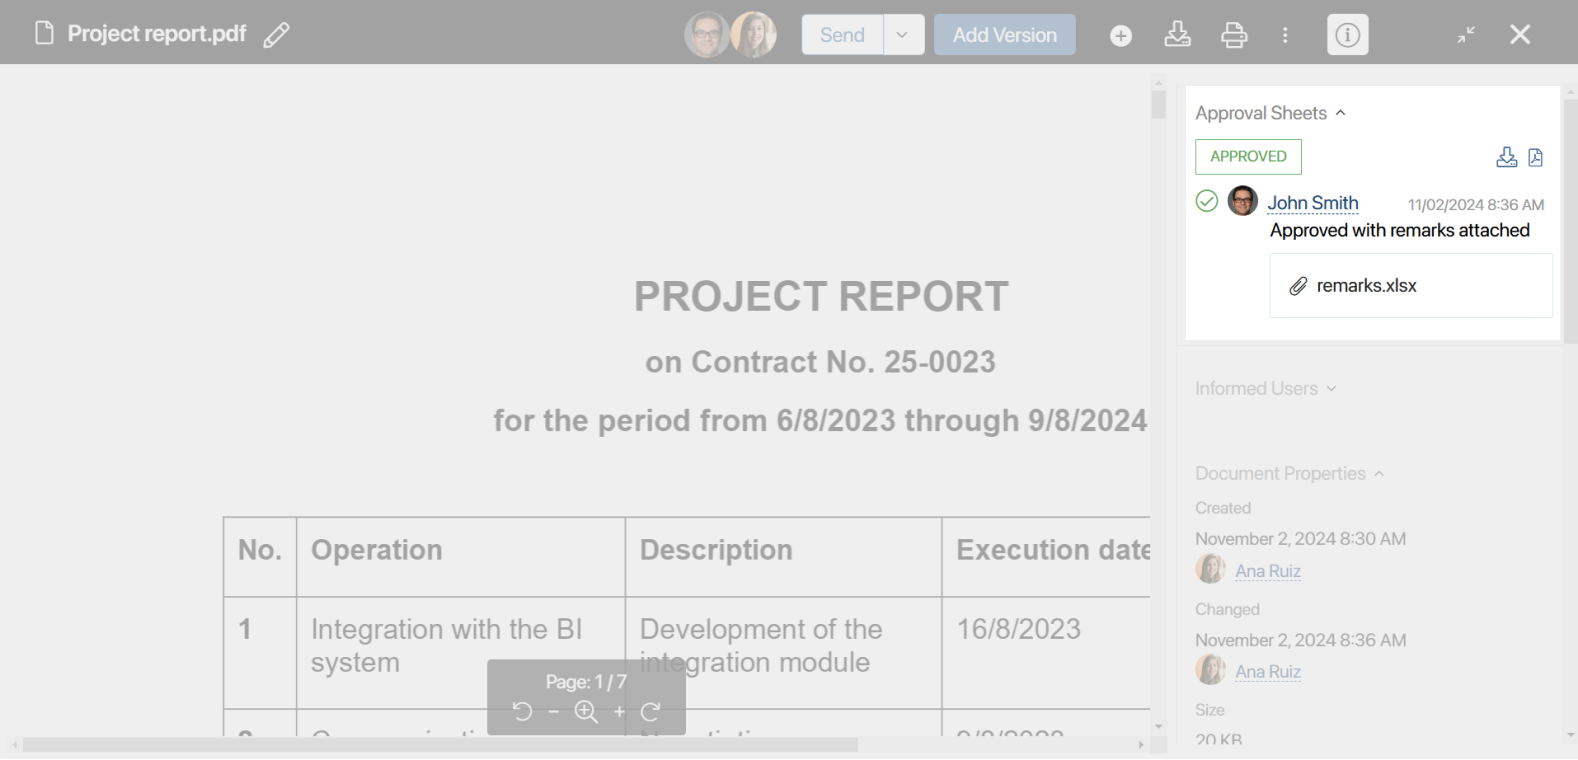 Project report.pdf
Send
Add Version
PROJECT REPORT
on Contract No. 25-0023
for the period from 6/8/2023 through 9/8/2024
No. Operation Description Execution date
1 Integration with the BI Development of the 16/8/2023
system integration module
Page: 1 / 7
Approval Sheets
APPROVED
John Smith 11/02/2024 8:36 AM
Approved with remarks attached
remarks.xlsx
Informed Users
Document Properties
Created
November 2, 2024 8:30 AM
Ana Ruiz
Changed
November 2, 2024 8:36 AM
Ana Ruiz
Size
20 KB